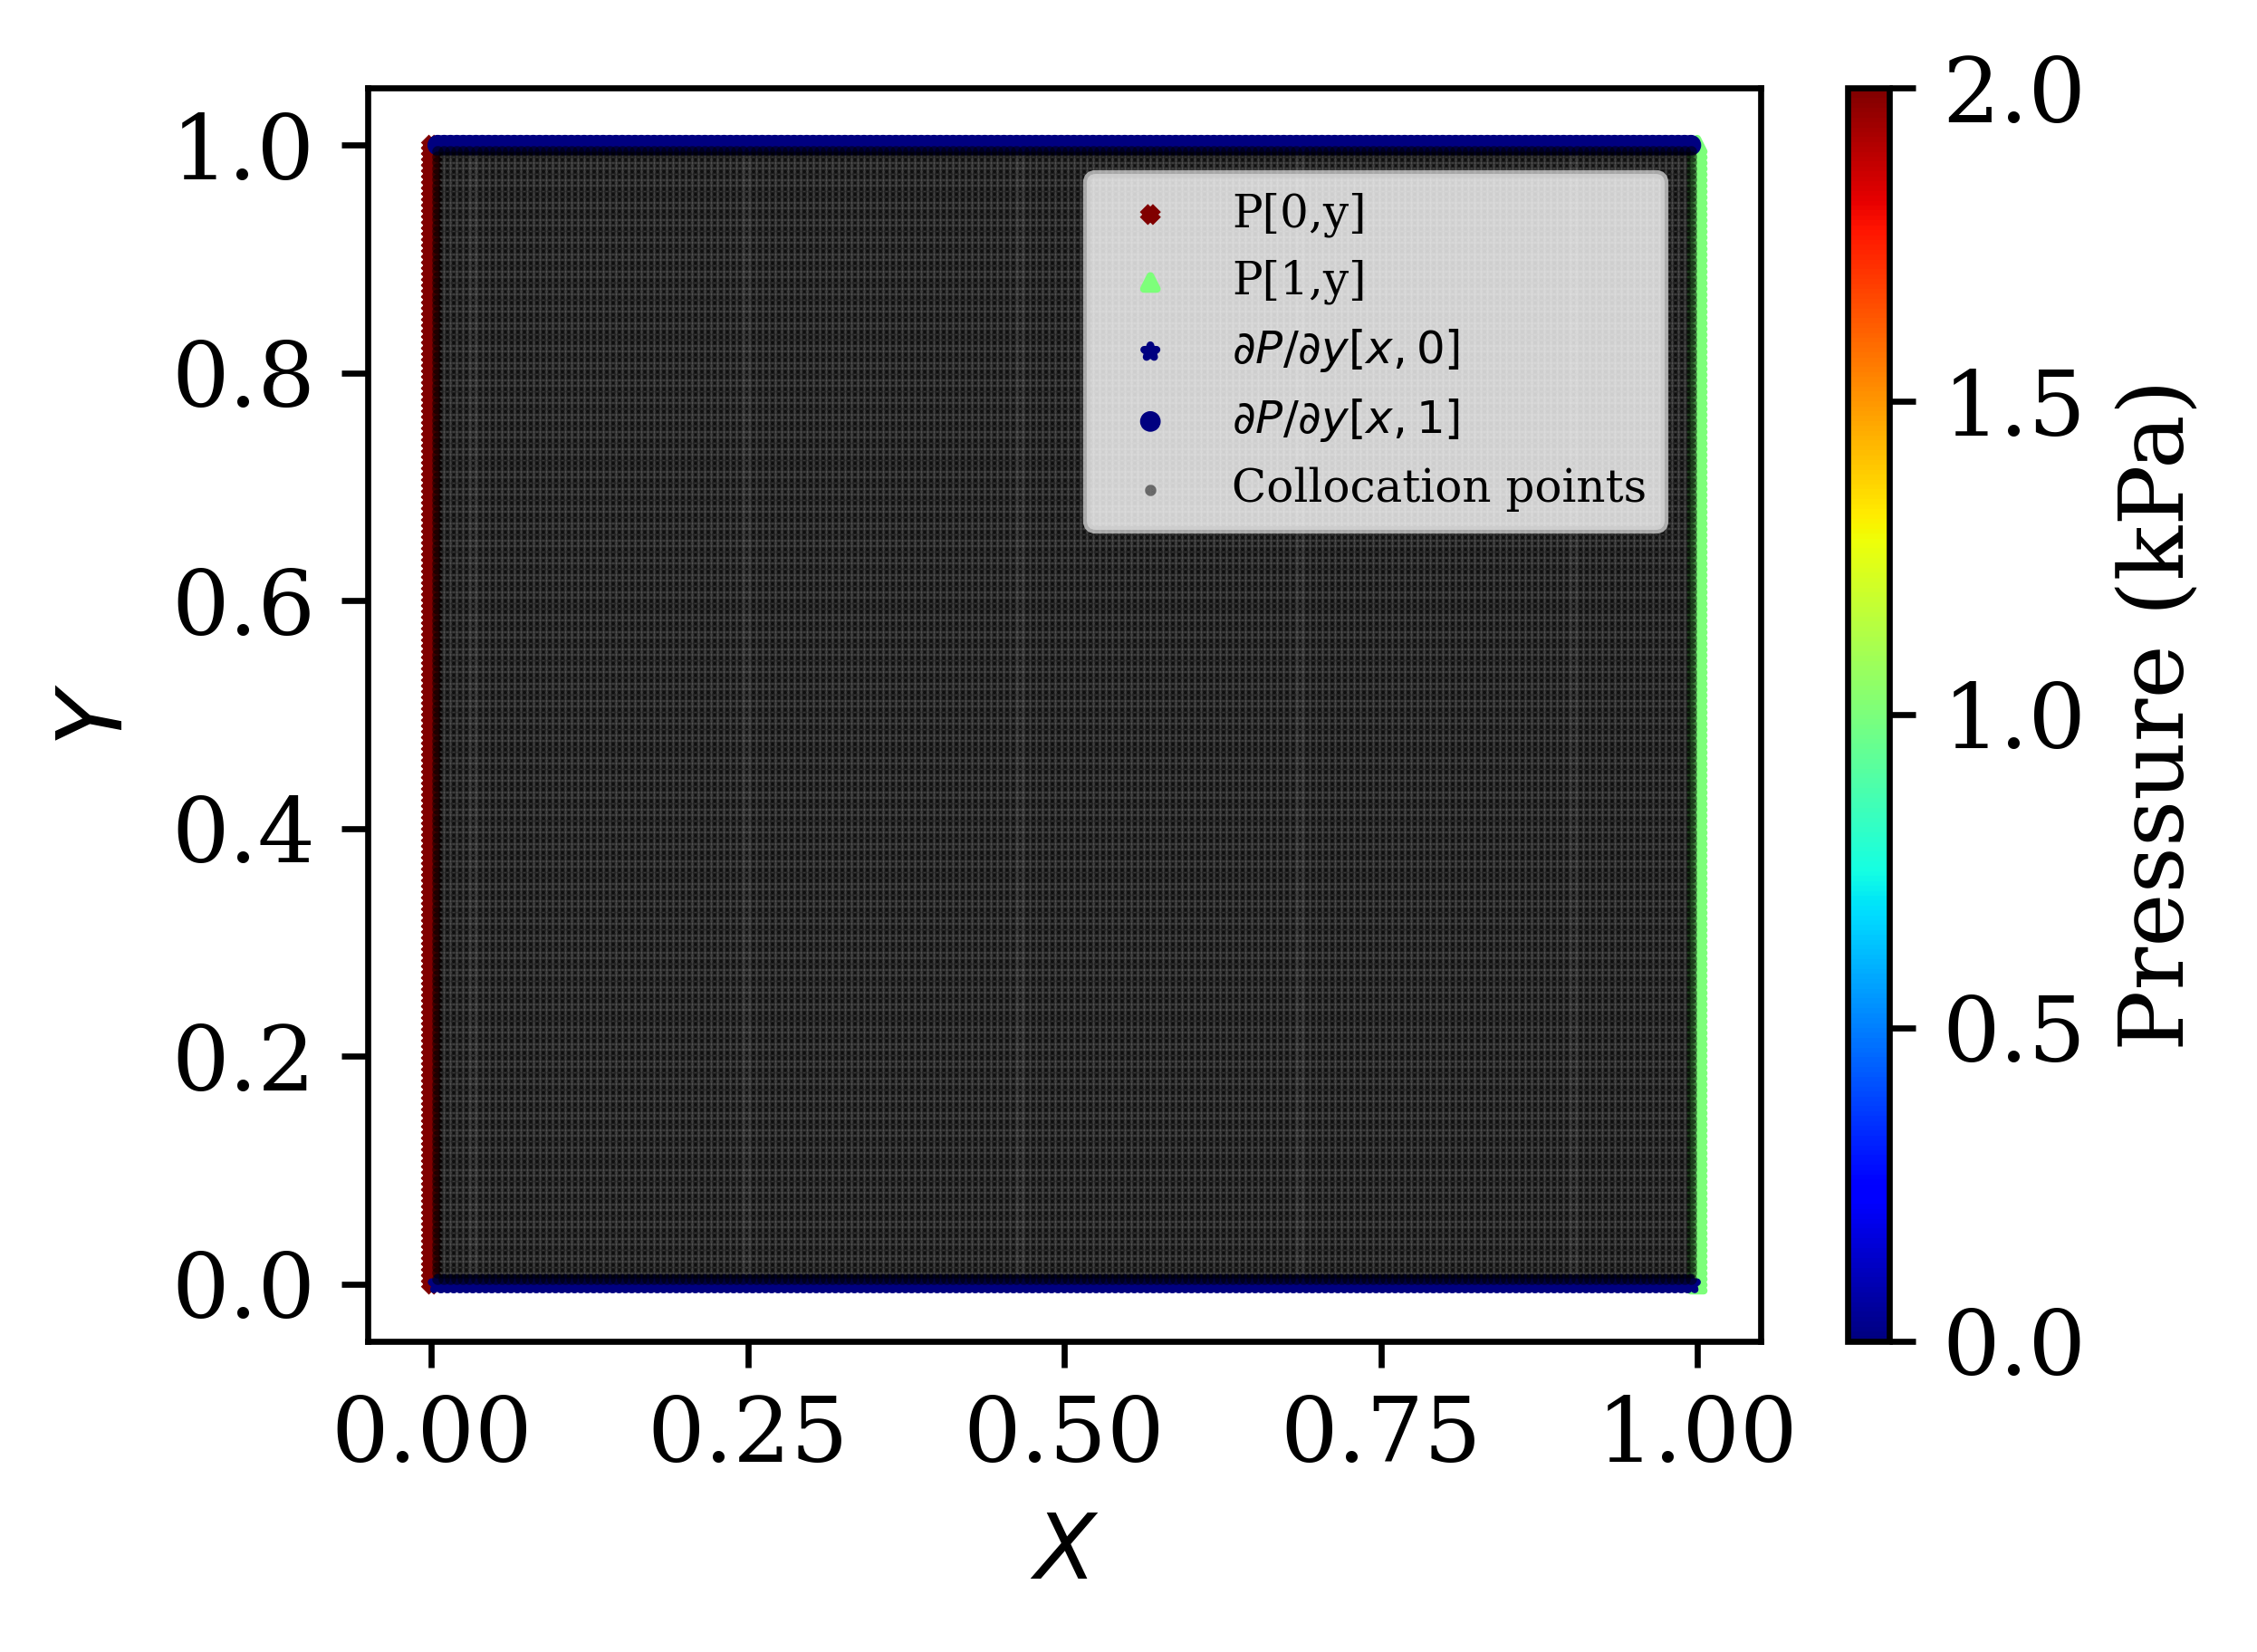 1.0
0.8
0.6
0.4
0.2
0.0
Y
P[0,y]
P[1,y]
∂P/∂y[x, 0]
∂P/∂y[x, 1]
Collocation points
0.00 0.25 0.50 0.75 1.00
X
2.0
1.5
1.0
0.5
0.0
Pressure (kPa)